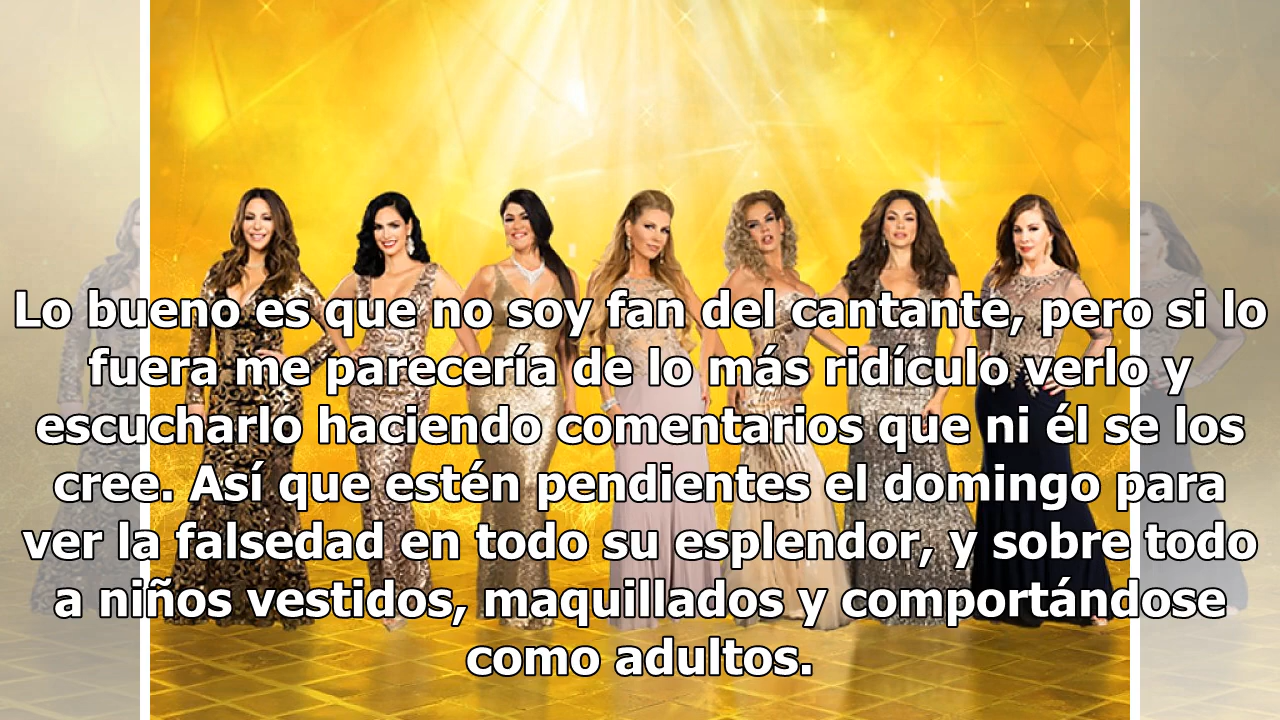 Lo bueno es que no soy fan del cantante, pero si lo
fuera me parecería de lo más ridículo verlo y
escucharlo haciendo comentarios que ni él se los
cree. Así que estén pendientes el domingo para
ver la falsedad en todo su esplendor, y sobre todo
a niños vestidos, maquillados y comportándose
como adultos.